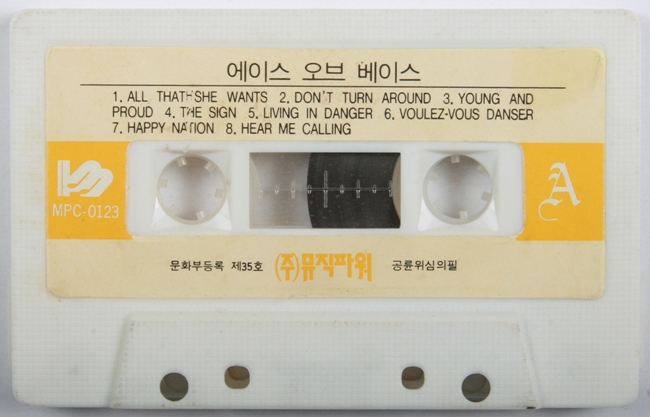 에이스 오브 베이스
1. ALL THAT SHE WANTS 2. DON'T TURN AROUND 3. YOUNG AND
PROUD 4. THE SIGN 5. LIVING IN DANGER 6. VOULEZ-VOUS DANSER
7. HAPPY NATION 8. HEAR ME CALLING
MPC-0123
A
문화부등록 제35호 (주)뮤직파워 공륜위심의필